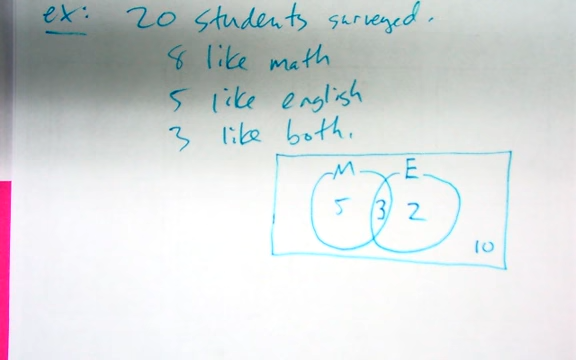 ex: 20 students surveyed.
8 like math
5 like english
3 like both.
M E
5 3 2
10